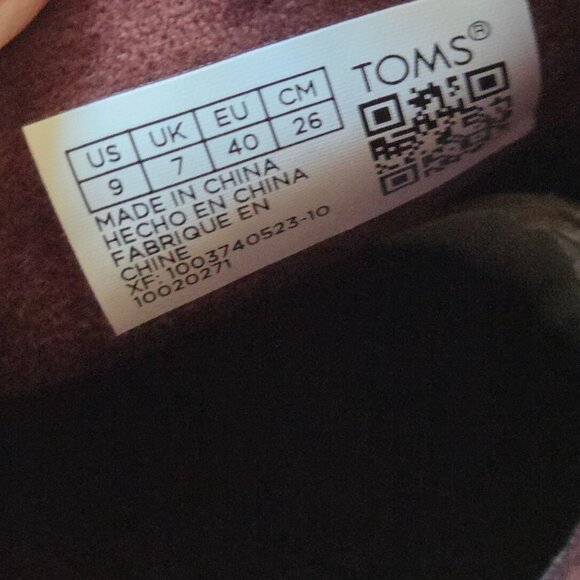 TOMS®
US UK EU CM
9 7 40 26
MADE IN CHINA
HECHO EN CHINA
FABRIQUE EN
CHINE
XF: 1003740523-10
10020271